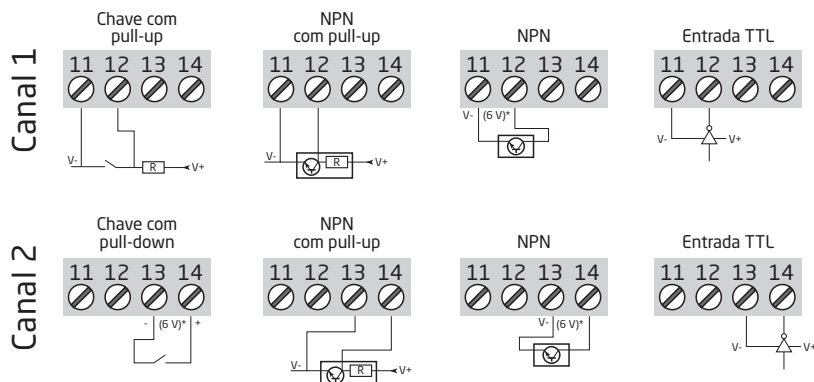 Canal 1
Chave com
pull-up
11 12 13 14
V-
R
V+
NPN
com pull-up
11 12 13 14
V-
R
V+
NPN
11 12 13 14
V- (6 V)*
Entrada TTL
11 12 13 14
V-
V+
Canal 2
Chave com
pull-down
11 12 13 14
- (6 V)* +
NPN
com pull-up
11 12 13 14
V-
R
V+
NPN
11 12 13 14
V- (6 V)*
Entrada TTL
11 12 13 14
V-
V+